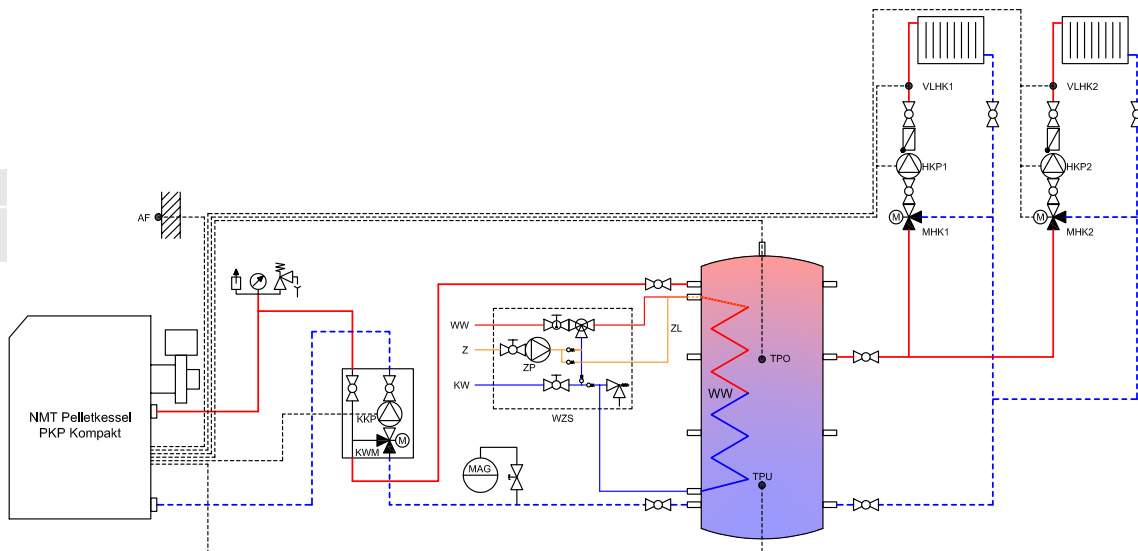 VLHK1
VLHK2
HKP1
HKP2
AF
M
MHK1
M
MHK2
WW
ZL
Z
ZP
TPO
KW
WW
NMT Pelletkessel
PKP Kompakt
KKP
WZS
M
KWM
MAG
TPU